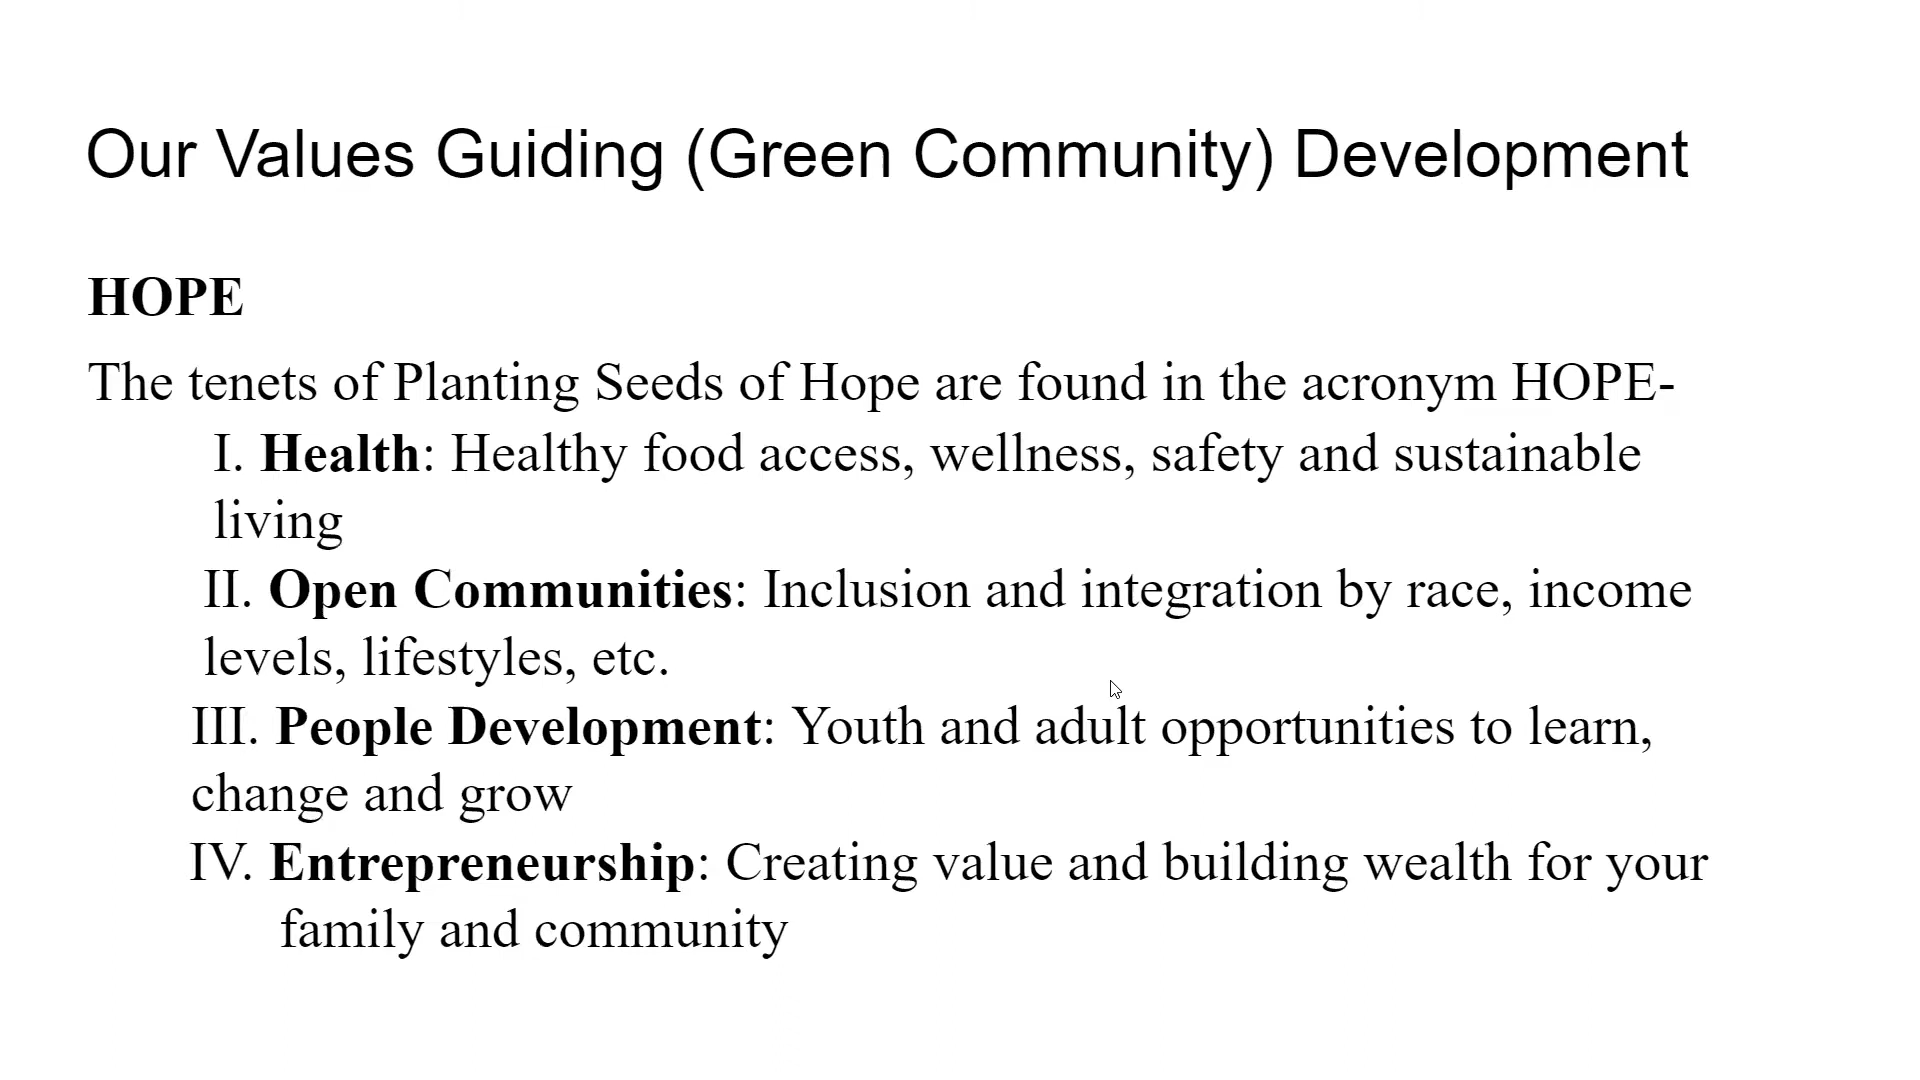 Our Values Guiding (Green Community) Development
HOPE
The tenets of Planting Seeds of Hope are found in the acronym HOPE-
I. Health: Healthy food access, wellness, safety and sustainable
living
II. Open Communities: Inclusion and integration by race, income
levels, lifestyles, etc.
III. People Development: Youth and adult opportunities to learn,
change and grow
IV. Entrepreneurship: Creating value and building wealth for your
family and community